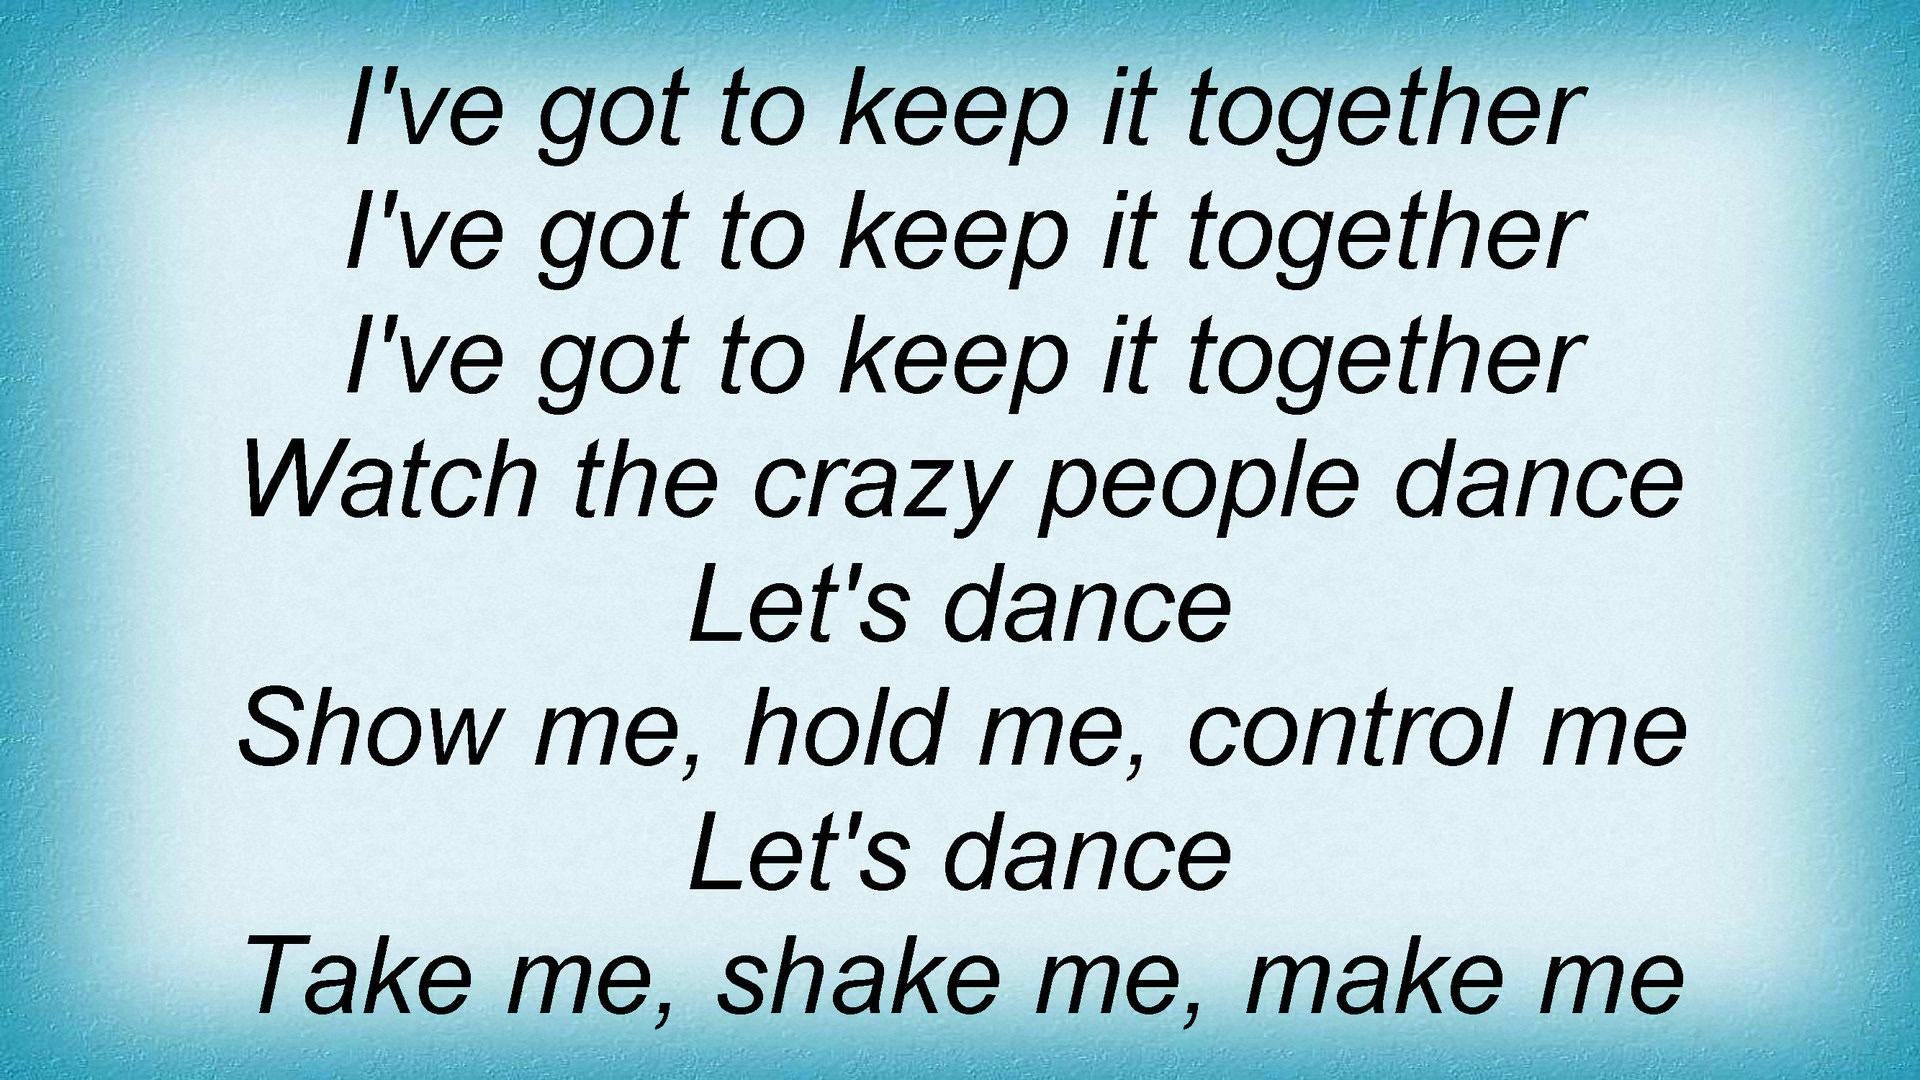 I've got to keep it together
I've got to keep it together
I've got to keep it together
Watch the crazy people dance
Let's dance
Show me, hold me, control me
Let's dance
Take me, shake me, make me